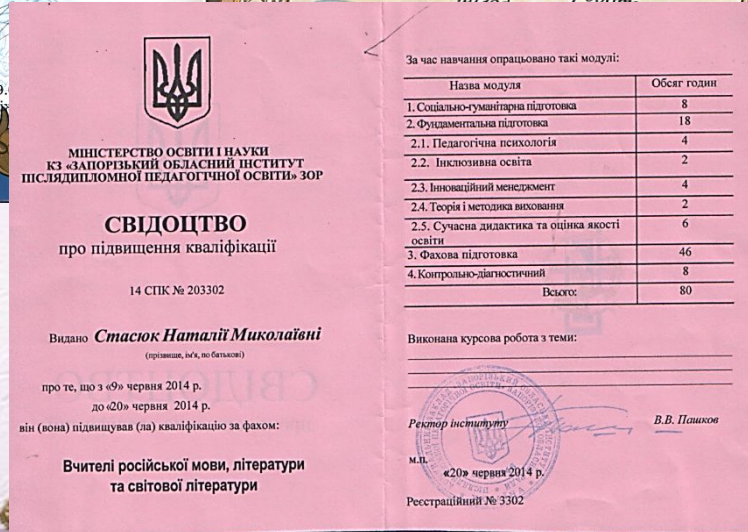 МІНІСТЕРСТВО ОСВІТИ І НАУКИ
КЗ «ЗАПОРІЗЬКИЙ ОБЛАСНИЙ ІНСТИТУТ
ПІСЛЯДИПЛОМНОЇ ПЕДАГОГІЧНОЇ ОСВІТИ» ЗОР
СВІДОЦТВО
про підвищення кваліфікації
14 СПК № 203302
Видано Стасюк Наталії Миколаївні
(прізвище, ім'я, по батькові)
про те, що з «9» червня 2014 р.
до «20» червня 2014 р.
він (вона) підвищував (ла) кваліфікацію за фахом:
Вчителі російської мови, літератури
та світової літератури
За час навчання опрацьовано такі модулі:
Назва модуля Обсяг годин
1. Соціально-гуманітарна підготовка 8
2. Фундаментальна підготовка 18
2.1. Педагогічна психологія 4
2.2. Інклюзивна освіта 2
2.3. Інноваційний менеджмент 4
2.4. Теорія і методика виховання 2
2.5. Сучасна дидактика та оцінка якості
освіти 6
3. Фахова підготовка 46
4. Контрольно-діагностичний 8
Всього: 80
Виконана курсова робота з теми:
Ректор інституту В.В. Пашков
м.п.
«20» червня 2014 р.
Реєстраційний № 3302